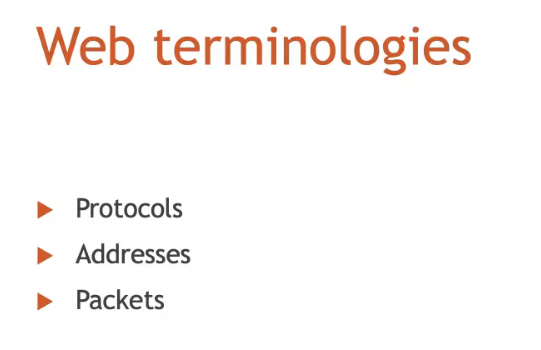 Web terminologies
Protocols
Addresses
Packets